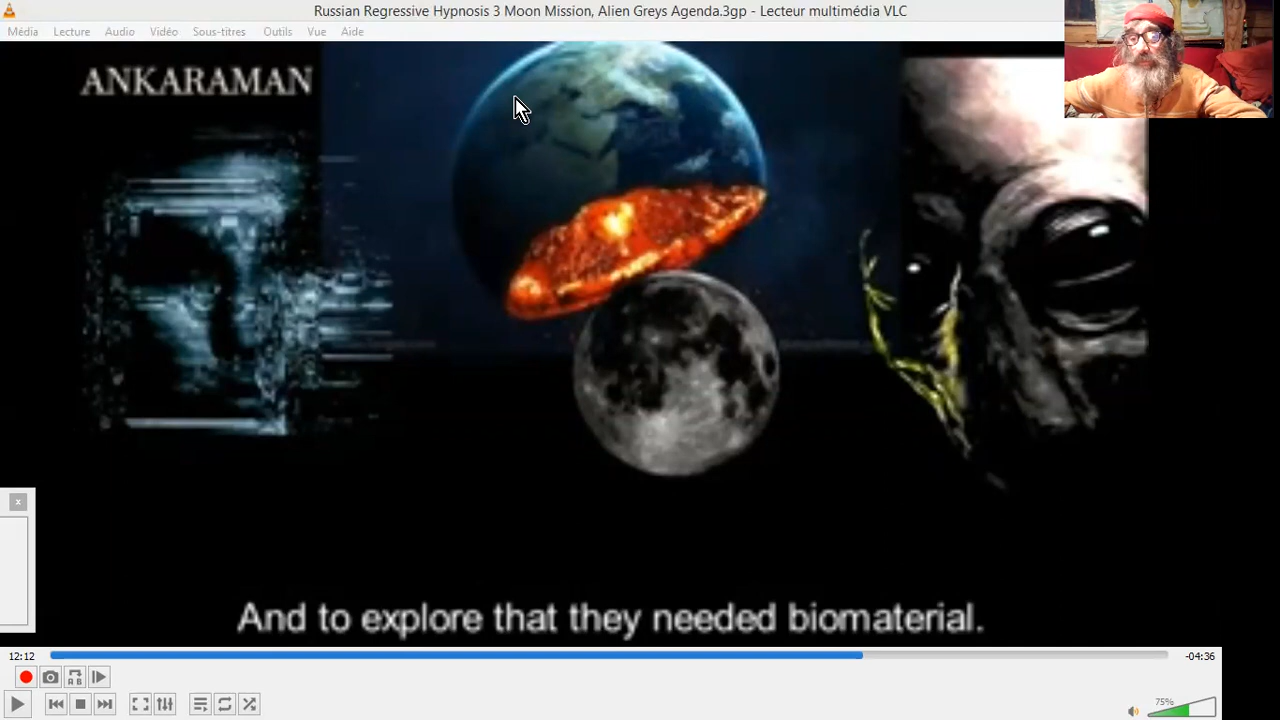 Russian Regressive Hypnosis 3 Moon Mission, Alien Greys Agenda.3gp - Lecteur multimédia VLC
Média Lecture Audio Vidéo Sous-titres Outils Vue Aide
ANKARAMAN
And to explore that they needed biomaterial.
12:12
-04:36
75%